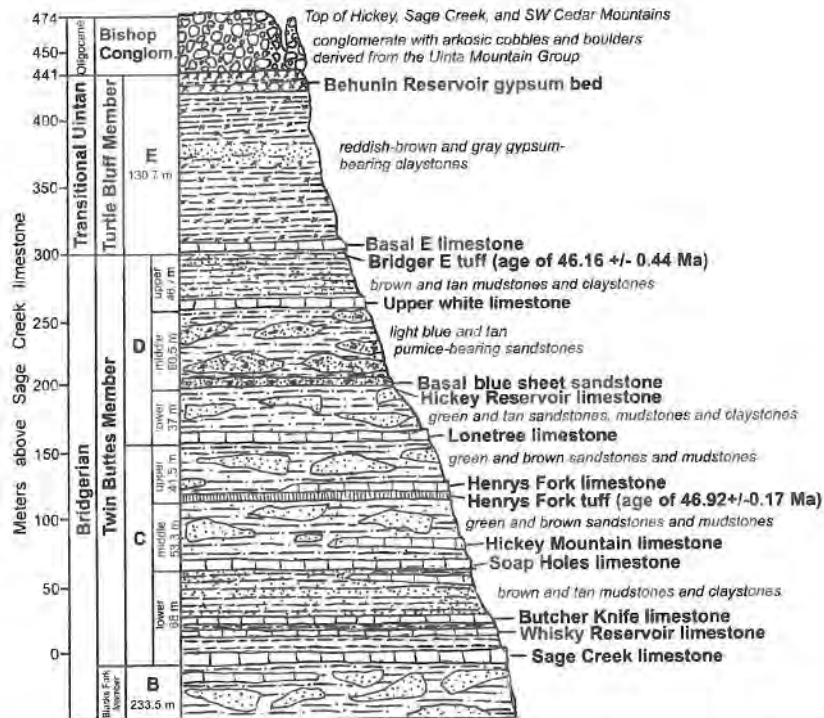 474
450
441
400
350
300
250
200
150
100
50
0
Meters above Sage Creek limestone
Oligocene
Transitional Uintan
Bridgerian
Bishop
Conglom.
Turtle Bluff Member
Twin Buttes Member
Blacks Fork
Member
E
130.7 m
D
upper
middle
lower
37 m
C
upper
41.5 m
middle
53.3 m
lower
68 m
B
233.5 m
Top of Hickey, Sage Creek, and SW Cedar Mountains
conglomerate with arkosic cobbles and boulders
derived from the Uinta Mountain Group
Behunin Reservoir gypsum bed
reddish-brown and gray gypsum-
bearing claystones
Basal E limestone
Bridger E tuff (age of 46.16 +/- 0.44 Ma)
brown and tan mudstones and claystones
Upper white limestone
light blue and tan
pumice-bearing sandstones
Basal blue sheet sandstone
Hickey Reservoir limestone
green and tan sandstones, mudstones and claystones
Lonetree limestone
green and brown sandstones and mudstones
Henrys Fork limestone
Henrys Fork tuff (age of 46.92+/-0.17 Ma)
green and brown sandstones and mudstones
Hickey Mountain limestone
Soap Holes limestone
brown and tan mudstones and claystones
Butcher Knife limestone
Whisky Reservoir limestone
Sage Creek limestone